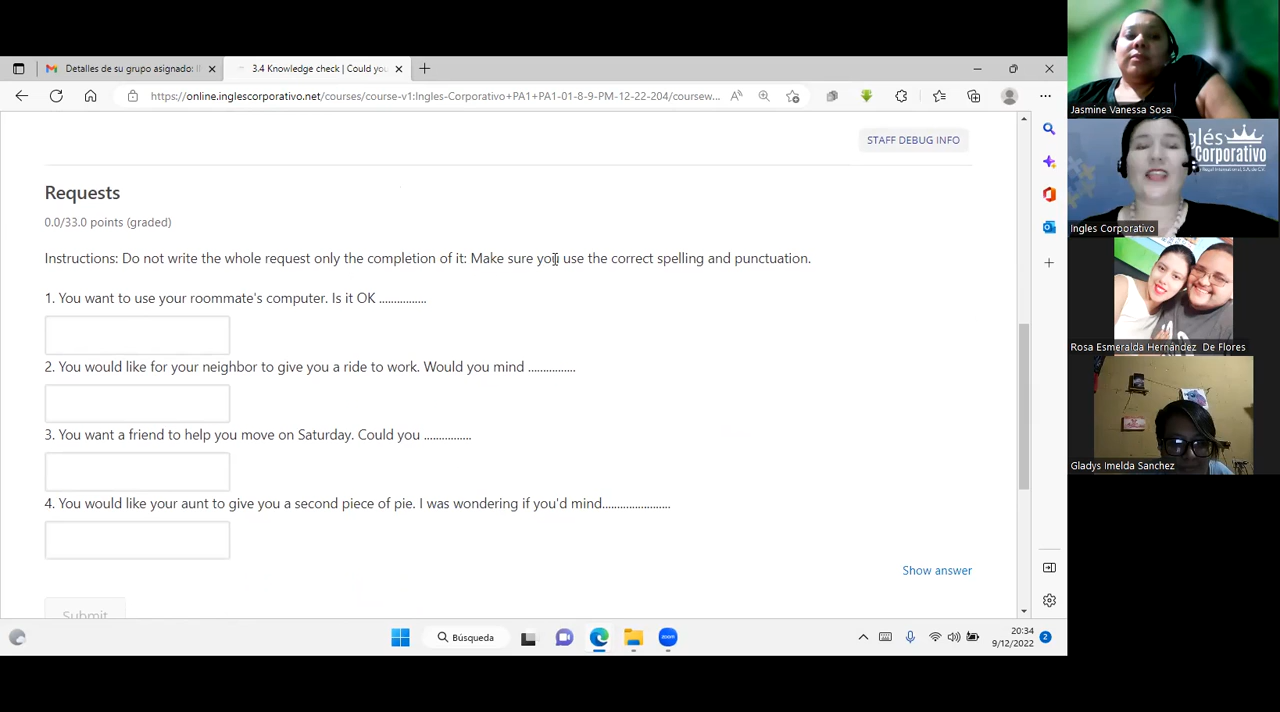 Detalles de su grupo asignado: I
3.4 Knowledge check | Could you
https://online.inglescorporativo.net/courses/course-v1:Ingles-Corporativo+PA1+PA1-01-8-9-PM-12-22-204/coursew...
STAFF DEBUG INFO
Requests
0.0/33.0 points (graded)
Instructions: Do not write the whole request only the completion of it: Make sure you use the correct spelling and punctuation.
1. You want to use your roommate's computer. Is it OK ................
2. You would like for your neighbor to give you a ride to work. Would you mind ................
3. You want a friend to help you move on Saturday. Could you ................
4. You would like your aunt to give you a second piece of pie. I was wondering if you'd mind.......................
Show answer
Submit
Búsqueda
zoom
20:34
9/12/2022
2
Jasmine Vanessa Sosa
Inglés
Corporativo
Ingles Corporativo
Rosa Esmeralda Hernández De Flores
Gladys Imelda Sanchez